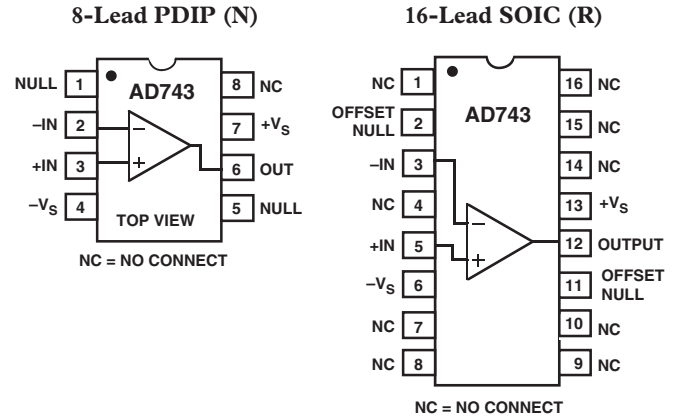 8-Lead PDIP (N)
NULL 1
8 NC
AD743
–IN 2
7 +VS
+IN 3
6 OUT
–VS 4
5 NULL
TOP VIEW
NC = NO CONNECT
16-Lead SOIC (R)
NC 1
16 NC
AD743
OFFSET
NULL 2
15 NC
–IN 3
14 NC
NC 4
13 +VS
+IN 5
12 OUTPUT
–VS 6
11 OFFSET
NULL
NC 7
10 NC
NC 8
9 NC
NC = NO CONNECT